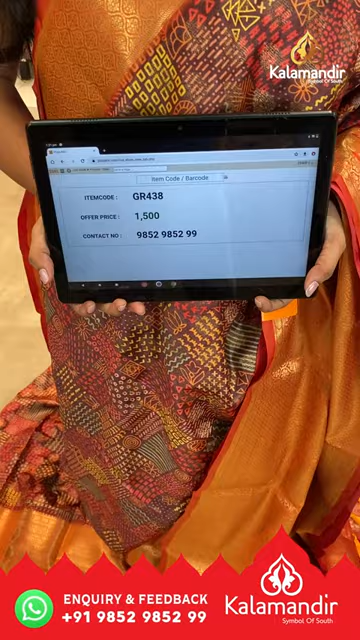 Kalamandir
Symbol Of South
Item Code / Barcode
ITEMCODE : GR438
OFFER PRICE : 1,500
CONTACT NO : 9852 9852 99
ENQUIRY & FEEDBACK
+91 9852 9852 99
Kalamandir
Symbol Of South